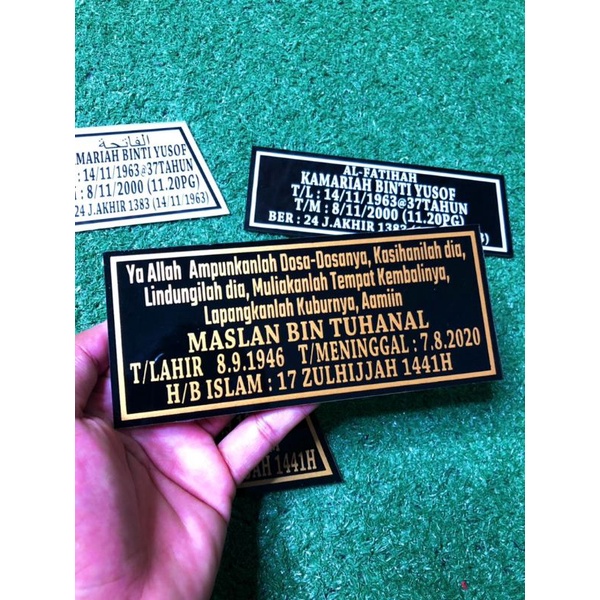 الفاتحة
KAMARIAH BINTI YUSOF
: 14/11/1963@37TAHUN
: 8/11/2000 (11.20PG)
24 J.AKHIR 1383 (14/11/1963)
AL-FATIHAH
KAMARIAH BINTI YUSOF
T/L : 14/11/1963@37TAHUN
T/M : 8/11/2000 (11.20PG)
BER : 24 J.AKHIR 1383
Ya Allah Ampunkanlah Dosa-Dosanya, Kasihanilah dia,
Lindungilah dia, Muliakanlah Tempat Kembalinya,
Lapangkanlah Kuburnya, Aamiin
MASLAN BIN TUHANAL
T/LAHIR 8.9.1946 T/MENINGGAL : 7.8.2020
H/B ISLAM : 17 ZULHIJJAH 1441H
1441H